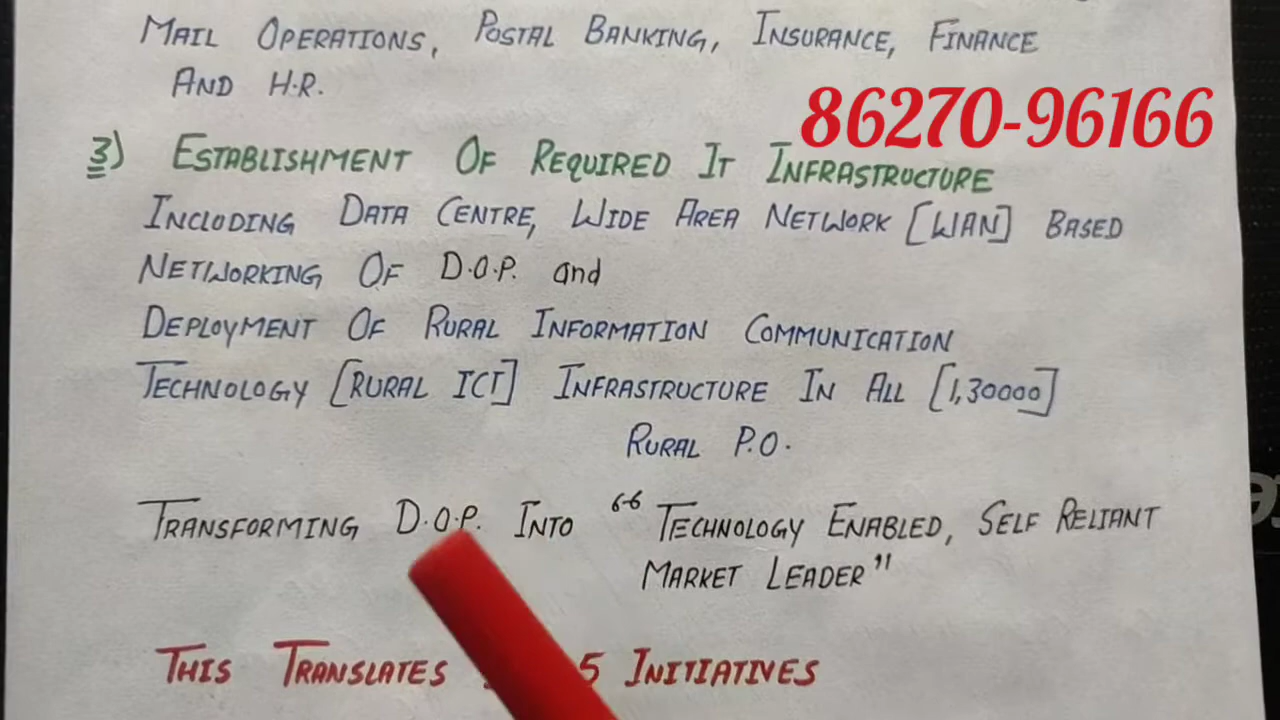 MAIL OPERATIONS, POSTAL BANKING, INSURANCE, FINANCE
AND H.R.
86270-96166
3) ESTABLISHMENT OF REQUIRED IT INFRASTRUCTURE
INCLUDING DATA CENTRE, WIDE AREA NETWORK [WAN] BASED
NETWORKING OF D.O.P. and
DEPLOYMENT OF RURAL INFORMATION COMMUNICATION
TECHNOLOGY [RURAL ICT] INFRASTRUCTURE IN ALL [1,30000]
RURAL P.O.
TRANSFORMING D.O.P. INTO "TECHNOLOGY ENABLED, SELF RELIANT
MARKET LEADER"
THIS TRANSLATES 5 INITIATIVES